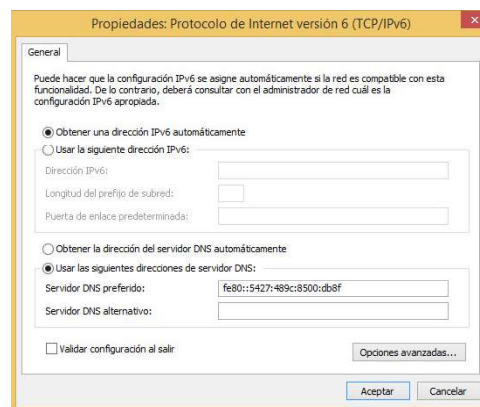 Propiedades: Protocolo de Internet versión 6 (TCP/IPv6)
General
Puede hacer que la configuración IPv6 se asigne automáticamente si la red es compatible con esta
funcionalidad. De lo contrario, deberá consultar con el administrador de red cuál es la
configuración IPv6 apropiada.
Obtener una dirección IPv6 automáticamente
Usar la siguiente dirección IPv6:
Dirección IPv6:
Longitud del prefijo de subred:
Puerta de enlace predeterminada:
Obtener la dirección del servidor DNS automáticamente
Usar las siguientes direcciones de servidor DNS:
Servidor DNS preferido: fe80::5427:489c:8500:db8f
Servidor DNS alternativo:
Validar configuración al salir Opciones avanzadas...
Aceptar Cancelar